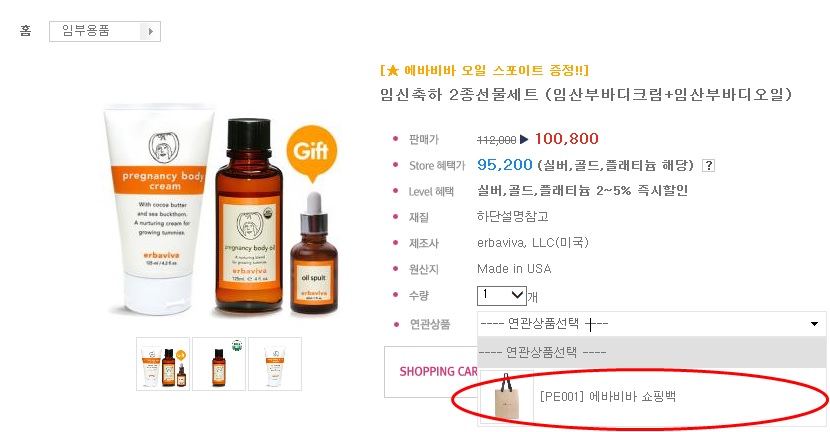 홈
임부용품
[★ 에바비바 오일 스포이트 증정!!]
임신축하 2종선물세트 (임산부바디크림+임산부바디오일)
판매가 112,000 ▶ 100,800
Store 혜택가 95,200 (실버,골드,플래티늄 해당) ?
Level 혜택 실버,골드,플래티늄 2~5% 즉시할인
재질 하단설명참고
제조사 erbaviva, LLC(미국)
원산지 Made in USA
수량 1 개
연관상품 ---- 연관상품선택 ----
---- 연관상품선택 ----
SHOPPING CAR
[PE001] 에바비바 쇼핑백
Gift
pregnancy body
cream
With cocoa butter
and sea buckthorn.
A nurturing cream for
growing tummies.
erbaviva
125 ml / 4.2 fl oz.
pregnancy body oil
A nurturing blend
for growing tummies.
erbaviva
125mL ℮ 4 fl. oz.
oil spuit
erbaviva